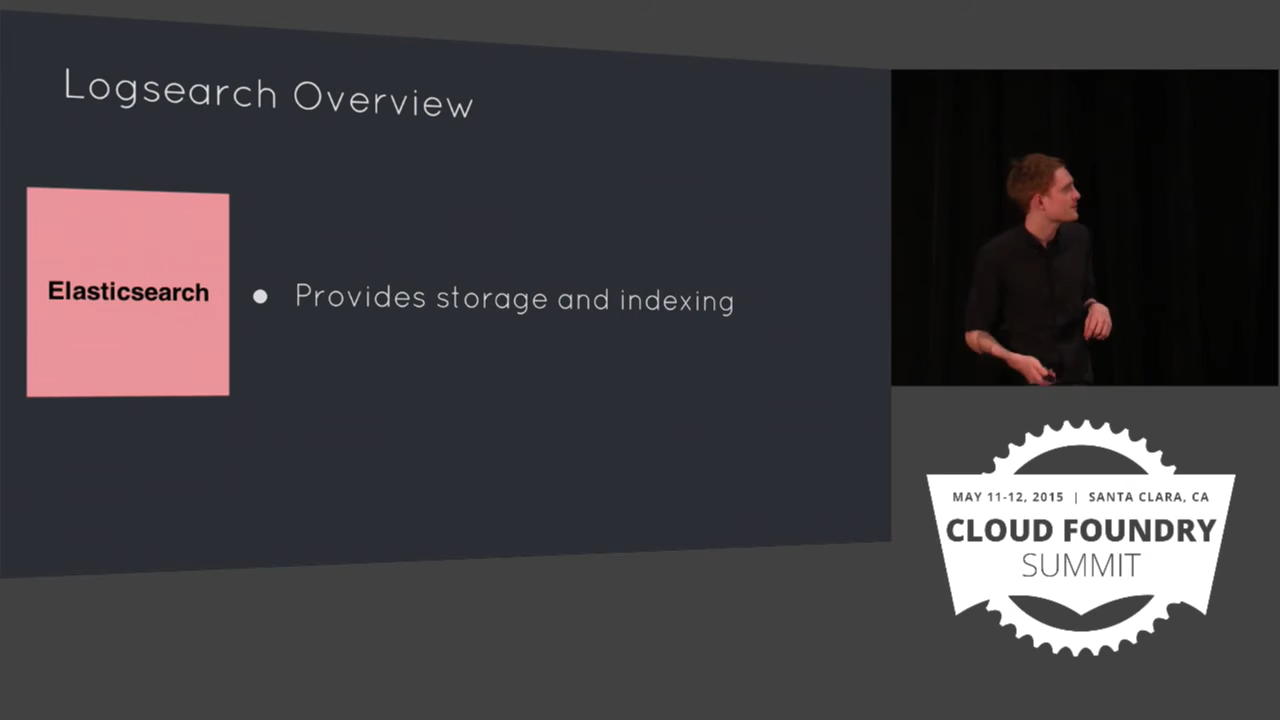 Logsearch Overview
Elasticsearch
● Provides storage and indexing
MAY 11-12, 2015 | SANTA CLARA, CA
CLOUD FOUNDRY
SUMMIT